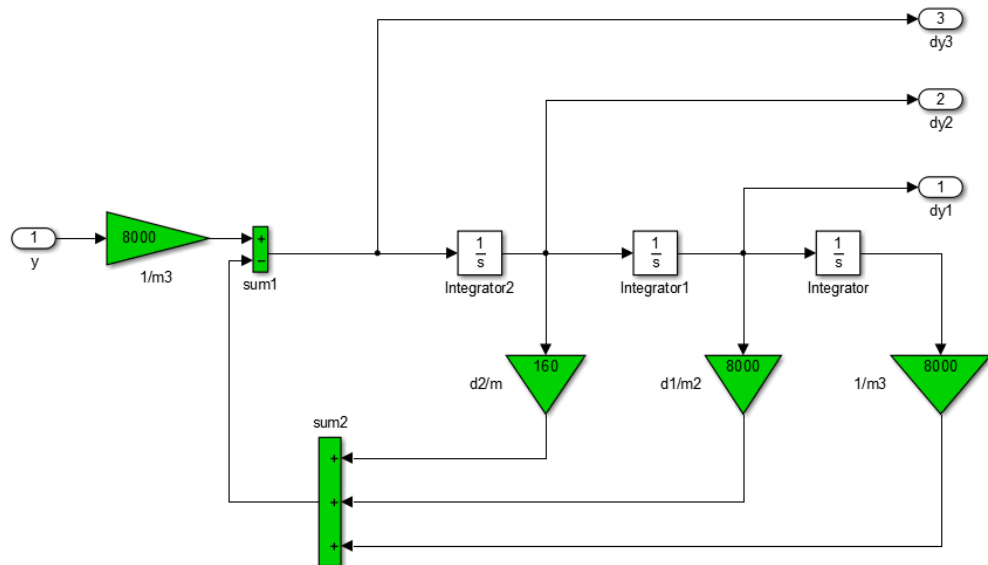 3
dy3
2
dy2
1
dy1
1
y
8000
1/m3
+
−
sum1
1
s
Integrator2
1
s
Integrator1
1
s
Integrator
160
d2/m
8000
d1/m2
8000
1/m3
sum2
+
+
+